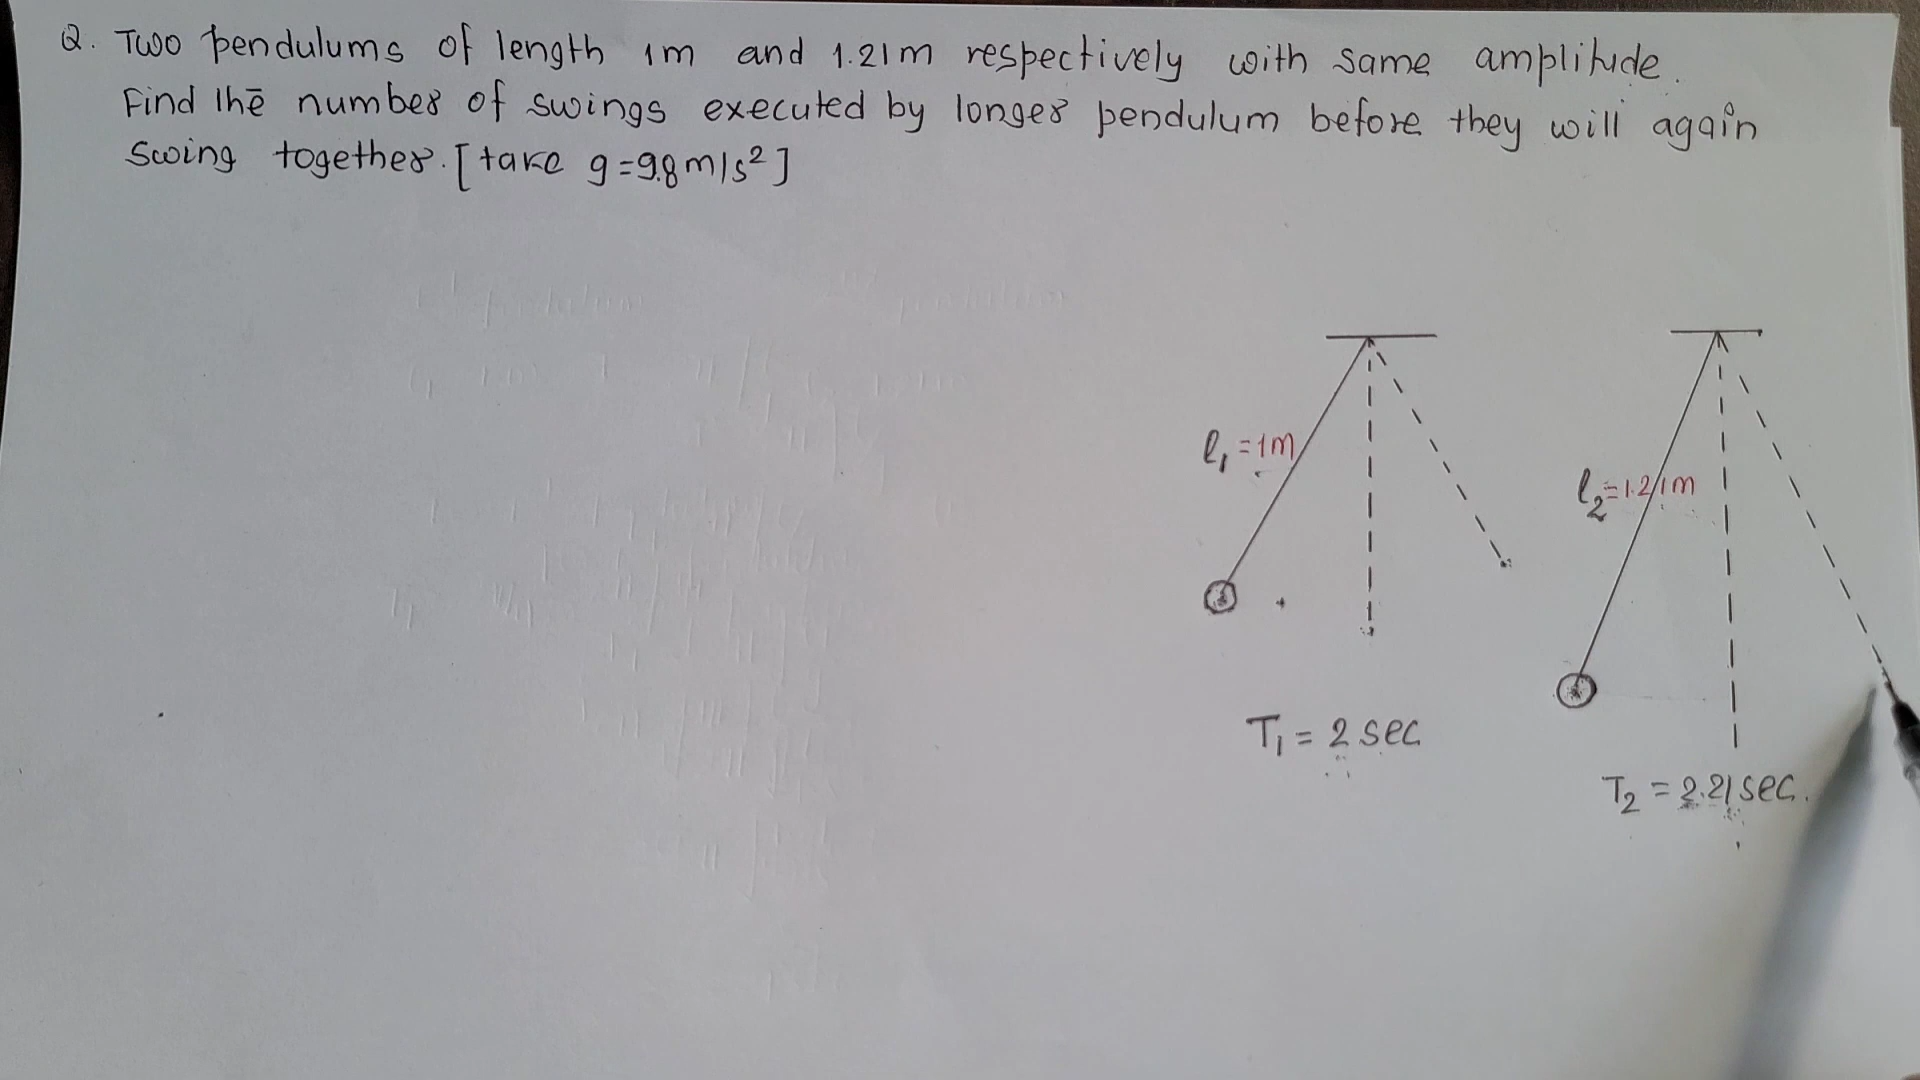 Q. Two pendulums of length 1m and 1.21m respectively with same amplitude.
Find the number of swings executed by longer pendulum before they will again
swing together. [take g=9.8m/s²]
l₁=1m
l₂=1.21m
T₁ = 2 sec
T₂ = 2.21 sec.